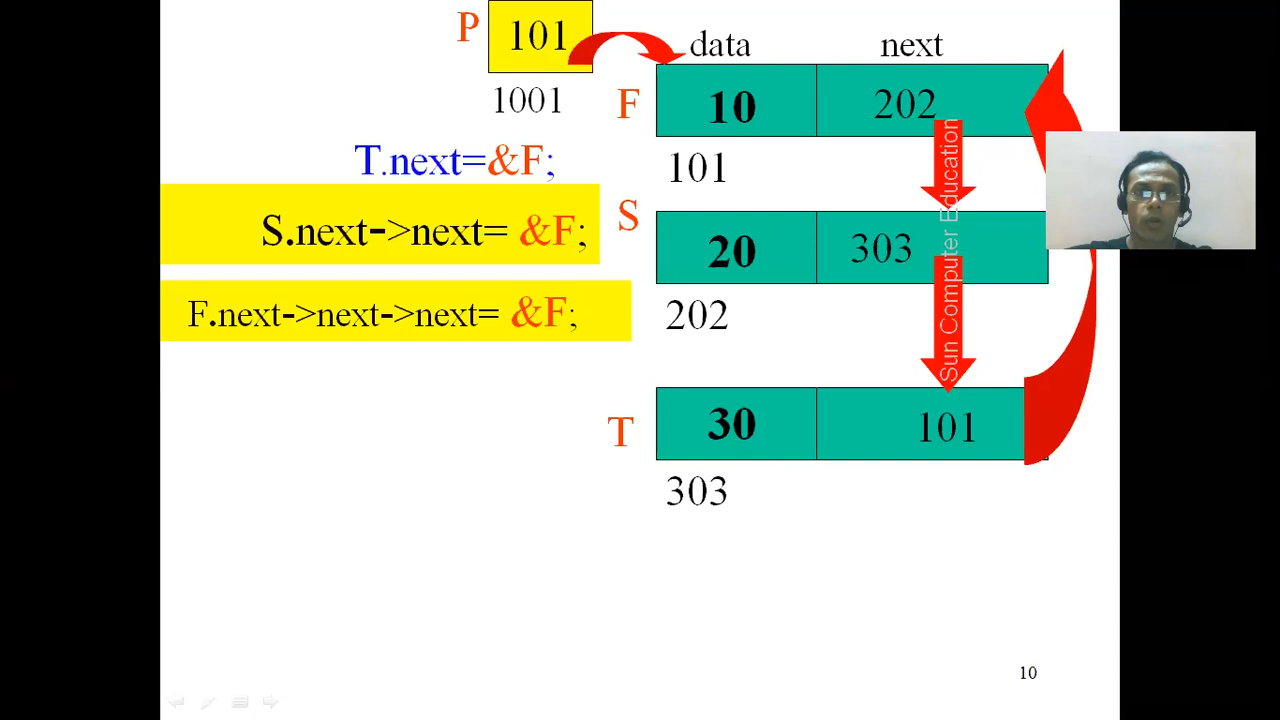 P
101
data
next
1001
F
10
202
T.next=&F;
101
S.next->next= &F;
S
20
303
F.next->next->next= &F;
202
T
30
101
303
Sun Computer Education
10